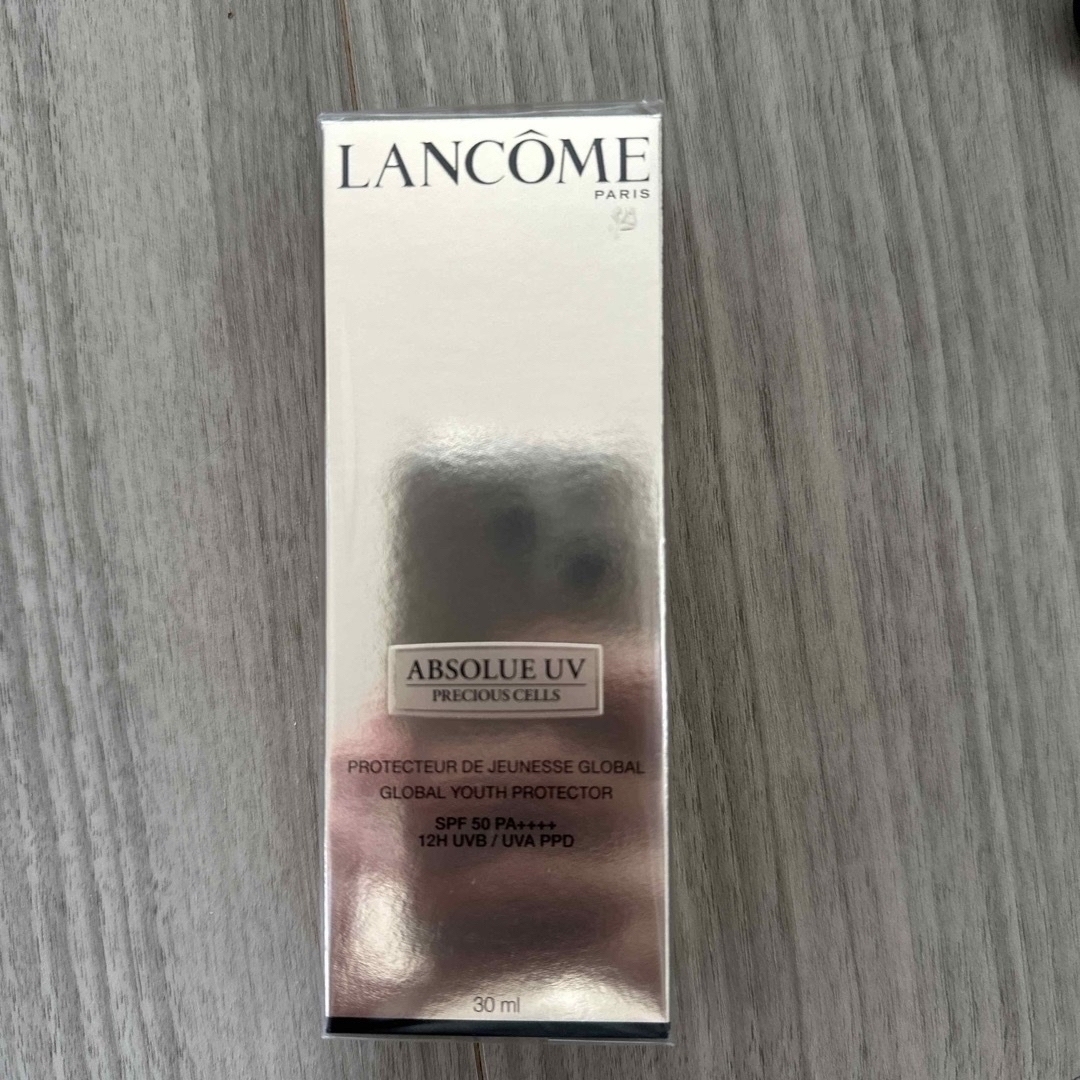 LANCÔME
PARIS
ABSOLUE UV
PRECIOUS CELLS
PROTECTEUR DE JEUNESSE GLOBAL
GLOBAL YOUTH PROTECTOR
SPF 50 PA++++
12H UVB / UVA PPD
30 ml